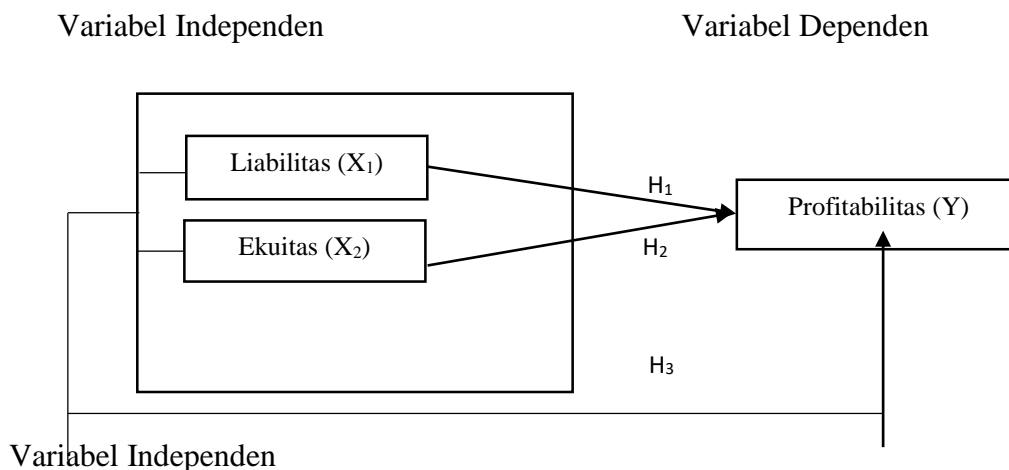 Variabel Independen
Variabel Dependen
Liabilitas (X₁)
H₁
Profitabilitas (Y)
Ekuitas (X₂)
H₂
H₃
Variabel Independen